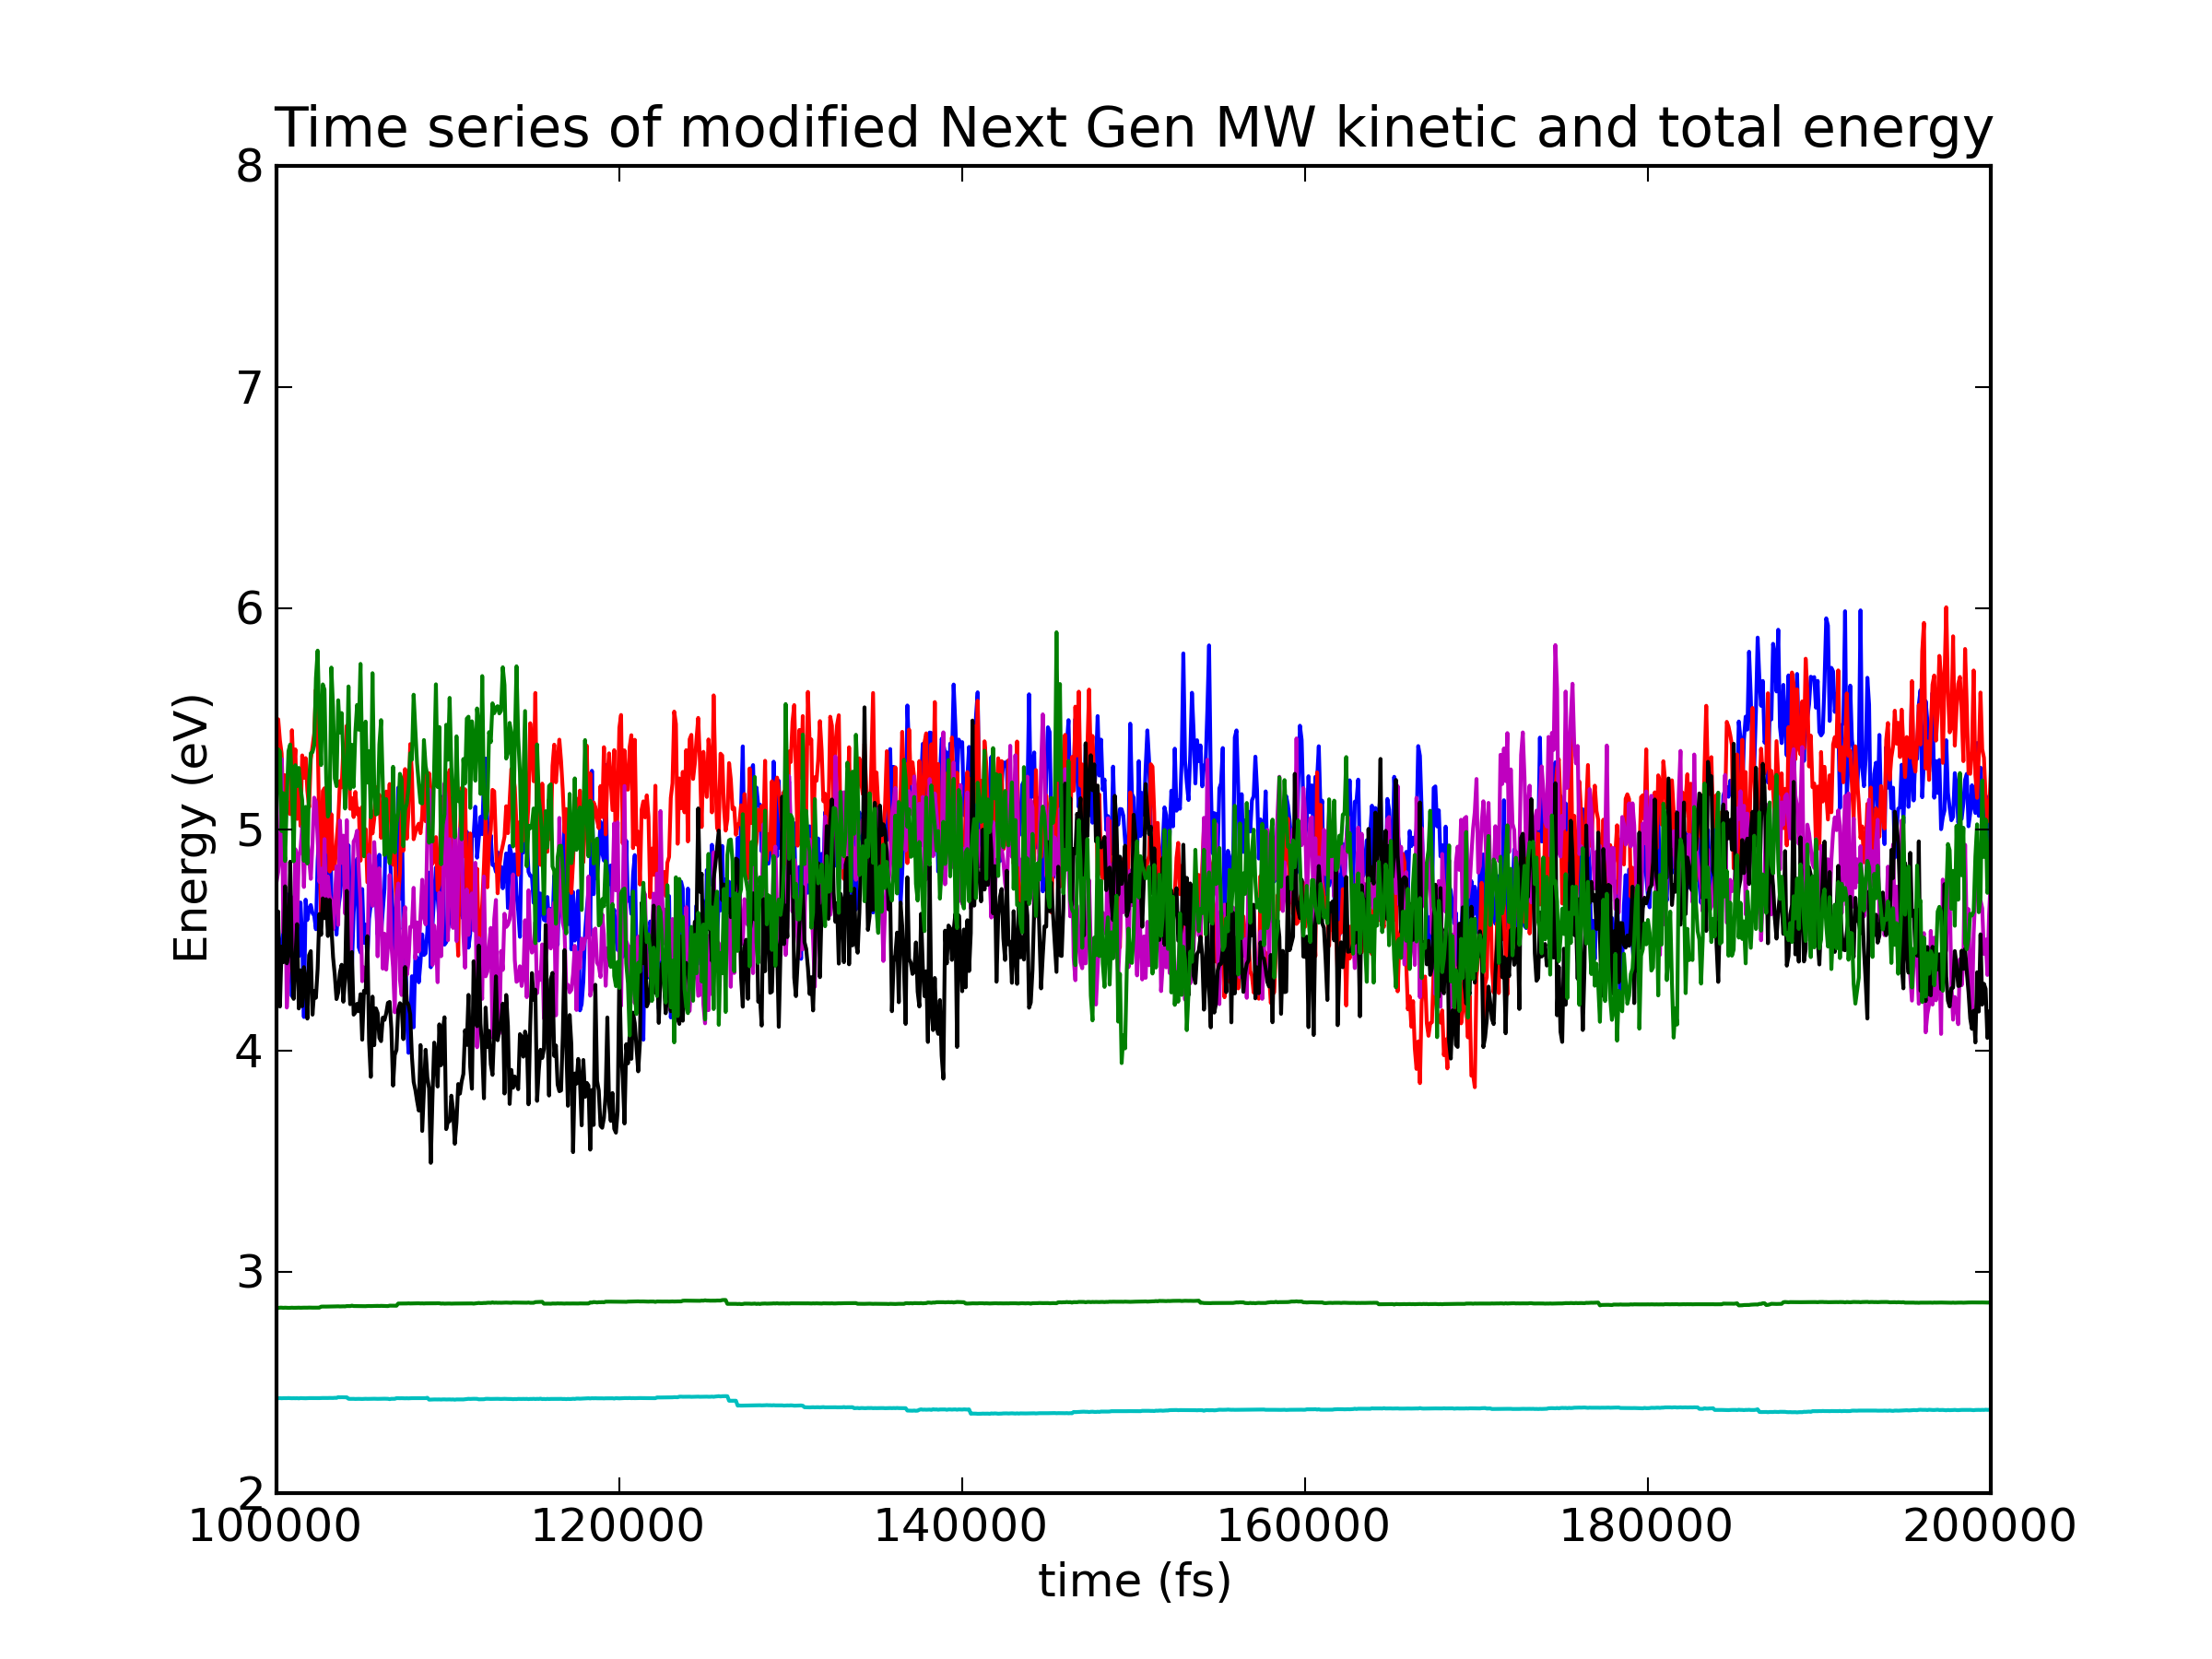 Time series of modified Next Gen MW kinetic and total energy
8
7
6
5
4
3
2
Energy (eV)
100000 120000 140000 160000 180000 200000
time (fs)